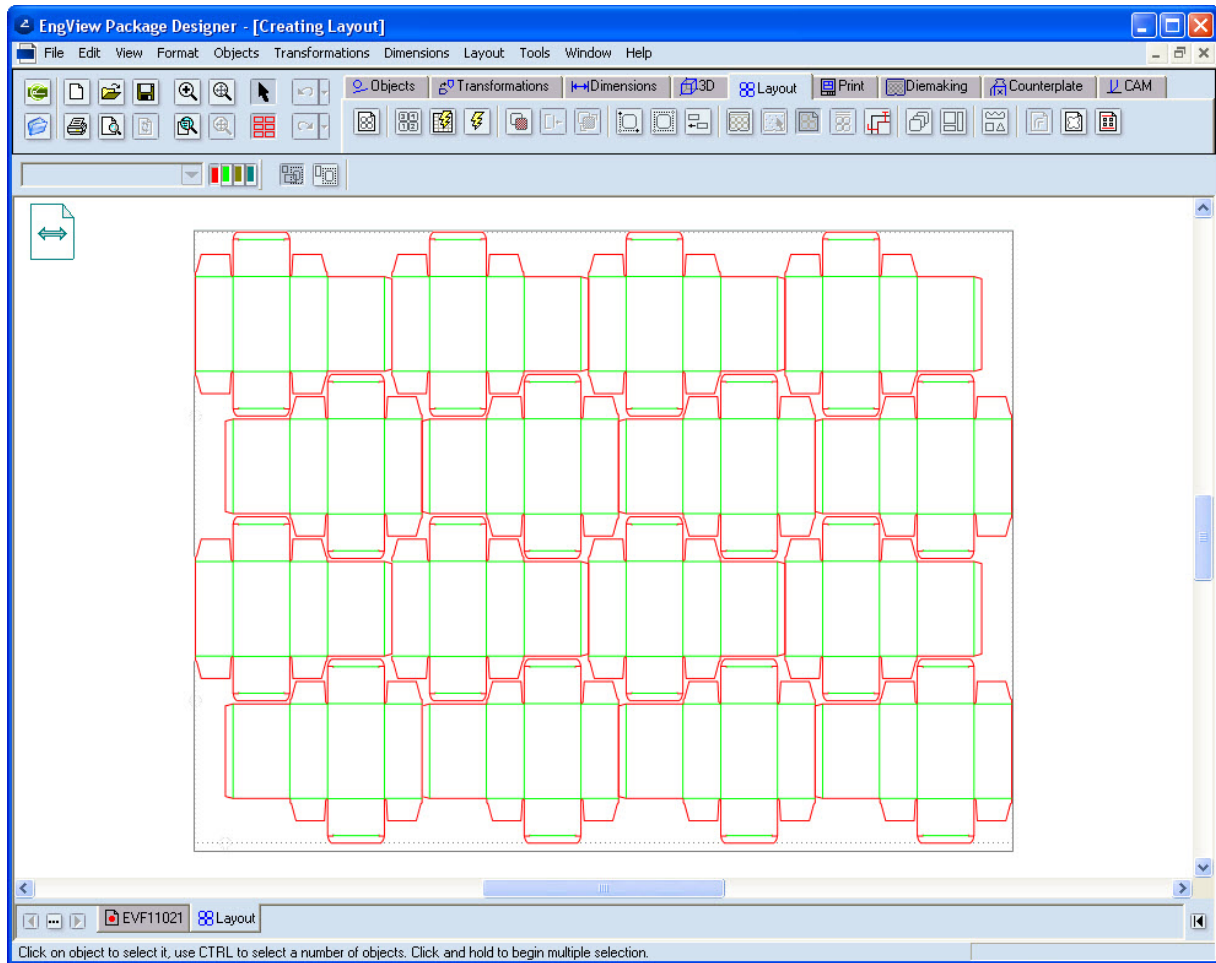 EngView Package Designer - [Creating Layout]
File Edit View Format Objects Transformations Dimensions Layout Tools Window Help
Objects Transformations Dimensions 3D Layout Print Diemaking Counterplate CAM
EVF11021 Layout
Click on object to select it, use CTRL to select a number of objects. Click and hold to begin multiple selection.